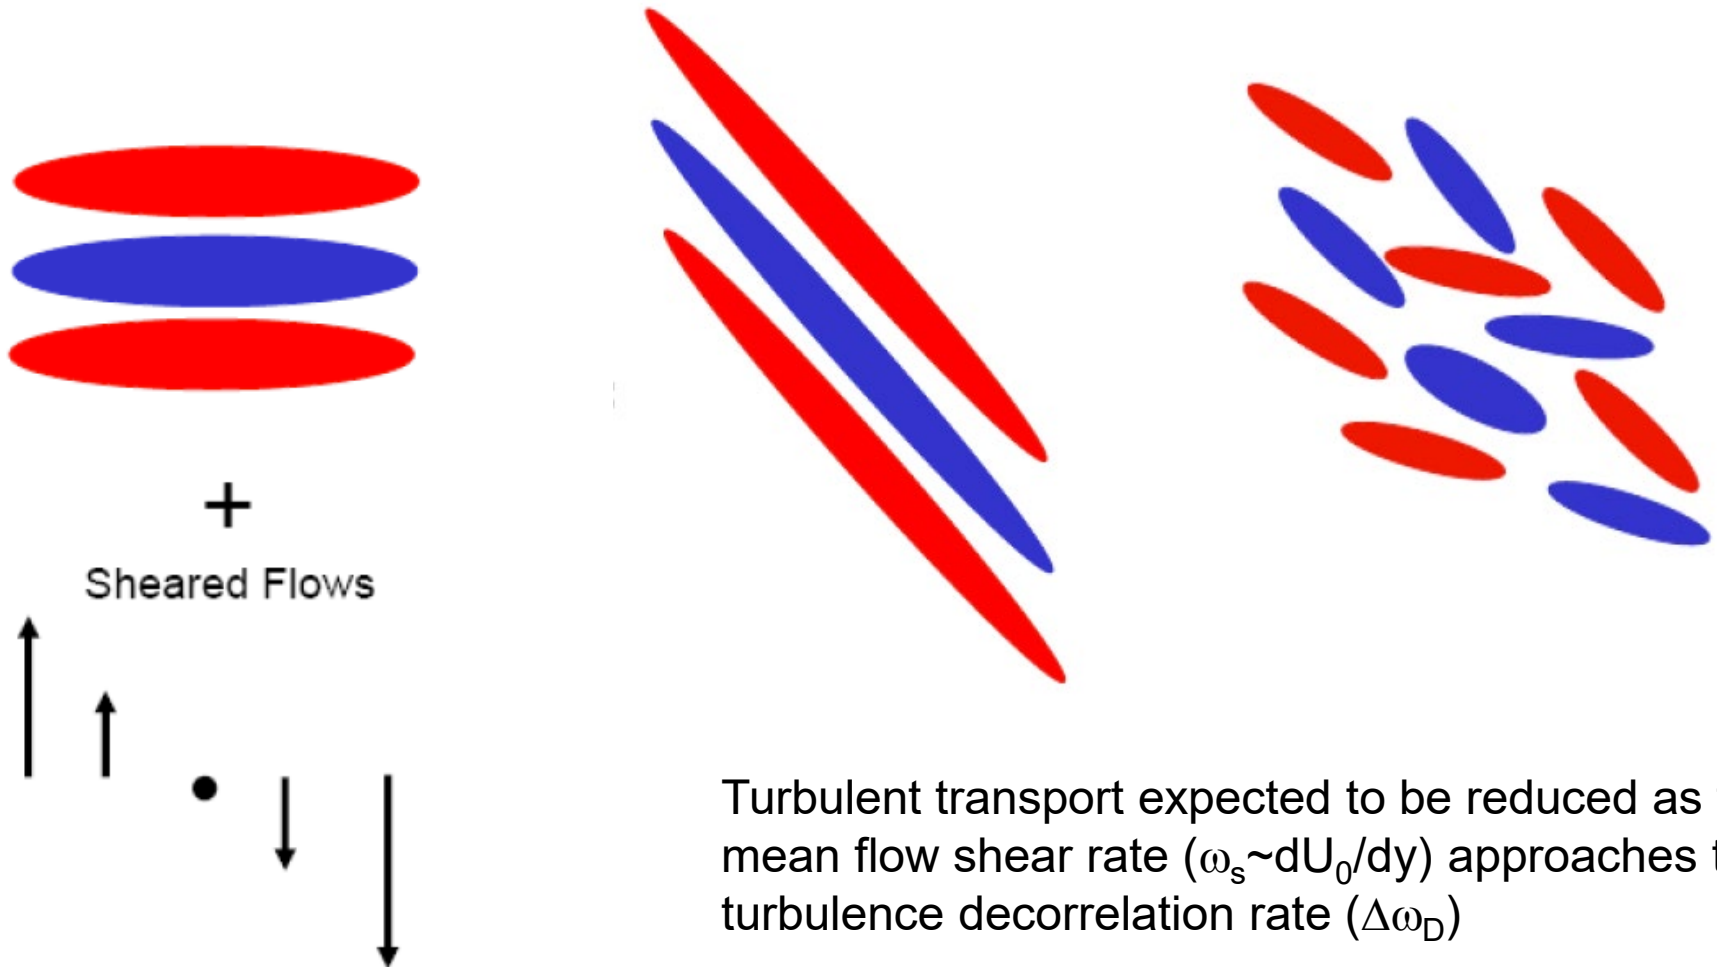 +
Sheared Flows
Turbulent transport expected to be reduced as
mean flow shear rate (ωs~dU0/dy) approaches
turbulence decorrelation rate (ΔωD)